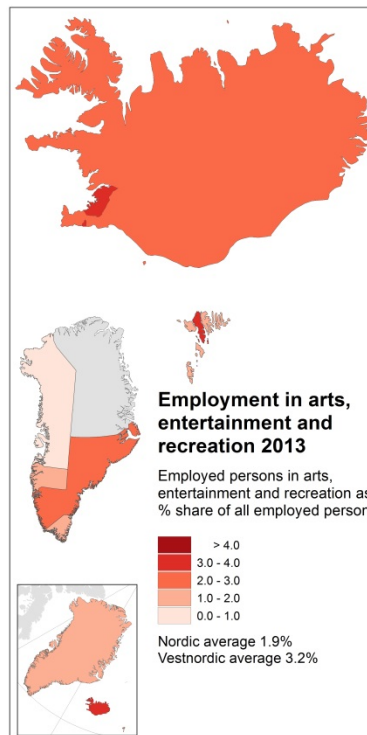 Employment in arts,
entertainment and
recreation 2013
Employed persons in arts,
entertainment and recreation as
% share of all employed person
> 4.0
3.0 - 4.0
2.0 - 3.0
1.0 - 2.0
0.0 - 1.0
Nordic average 1.9%
Vestnordic average 3.2%